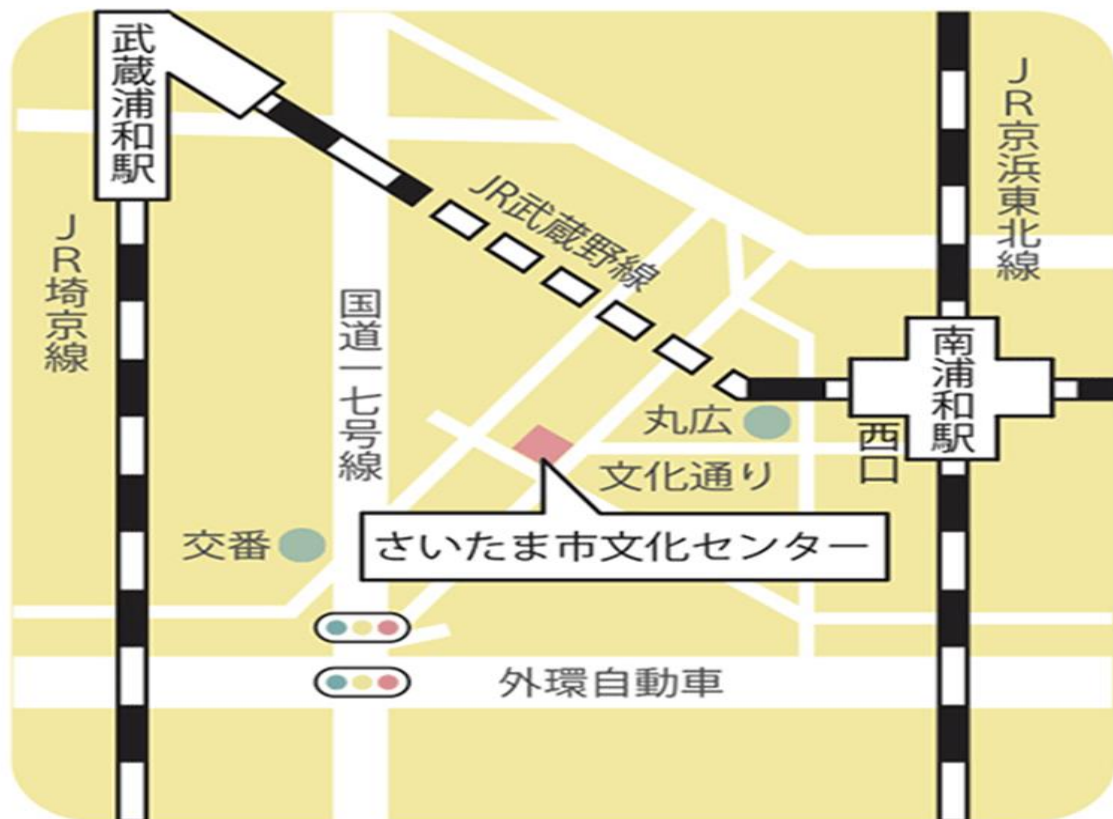 武蔵浦和駅
JR京浜東北線
JR武蔵野線
JR埼京線
国道一七号線
南浦和駅
丸広
西口
文化通り
交番
さいたま市文化センター
外環自動車